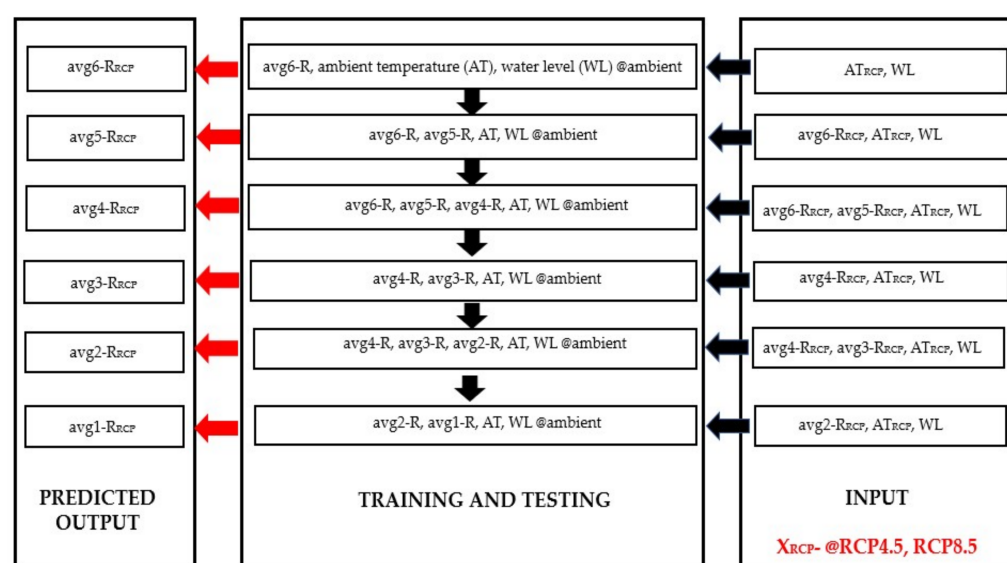 avg6-RRCP
avg6-R, ambient temperature (AT), water level (WL) @ambient
ATRCP, WL
avg5-RRCP
avg6-R, avg5-R, AT, WL @ambient
avg6-RRCP, ATRCP, WL
avg4-RRCP
avg6-R, avg5-R, avg4-R, AT, WL @ambient
avg6-RRCP, avg5-RRCP, ATRCP, WL
avg3-RRCP
avg4-R, avg3-R, AT, WL @ambient
avg4-RRCP, ATRCP, WL
avg2-RRCP
avg4-R, avg3-R, avg2-R, AT, WL @ambient
avg4-RRCP, avg3-RRCP, ATRCP, WL
avg1-RRCP
avg2-R, avg1-R, AT, WL @ambient
avg2-RRCP, ATRCP, WL
PREDICTED
OUTPUT
TRAINING AND TESTING
INPUT
XRCP- @RCP4.5, RCP8.5